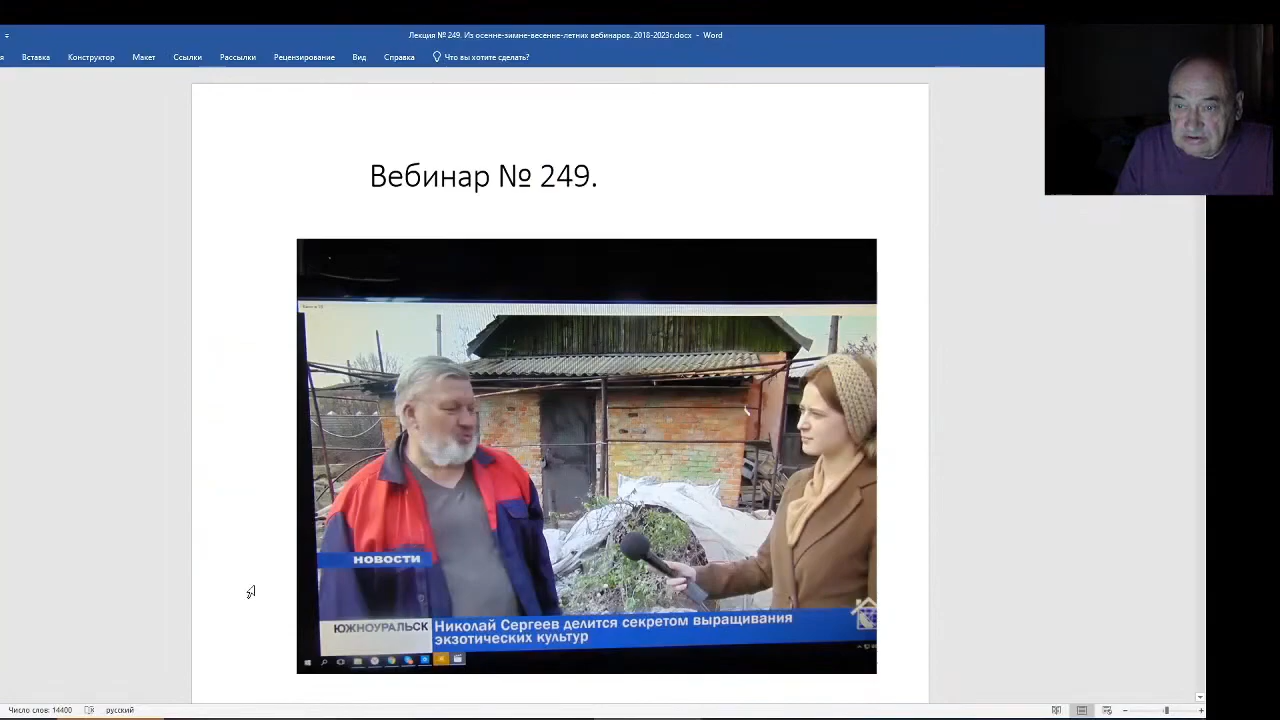 Лекция № 249. Из осенне-зимне-весенне-летних вебинаров. 2018-2023г.docx - Word
Вставка Конструктор Макет Ссылки Рассылки Рецензирование Вид Справка Что вы хотите сделать?
Вебинар № 249.
НОВОСТИ
ЮЖНОУРАЛЬСК
Николай Сергеев делится секретом выращивания
экзотических культур
Число слов: 14400 русский